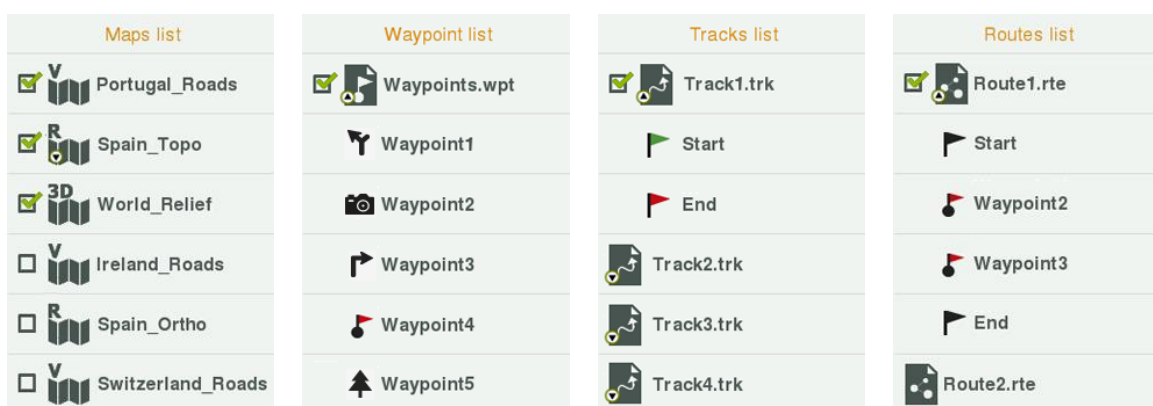 Maps list
V
Portugal_Roads
R
Spain_Topo
3D
World_Relief
V
Ireland_Roads
R
Spain_Ortho
V
Switzerland_Roads
Waypoint list
Waypoints.wpt
Waypoint1
Waypoint2
Waypoint3
Waypoint4
Waypoint5
Tracks list
Track1.trk
Start
End
Track2.trk
Track3.trk
Track4.trk
Routes list
Route1.rte
Start
Waypoint2
Waypoint3
End
Route2.rte